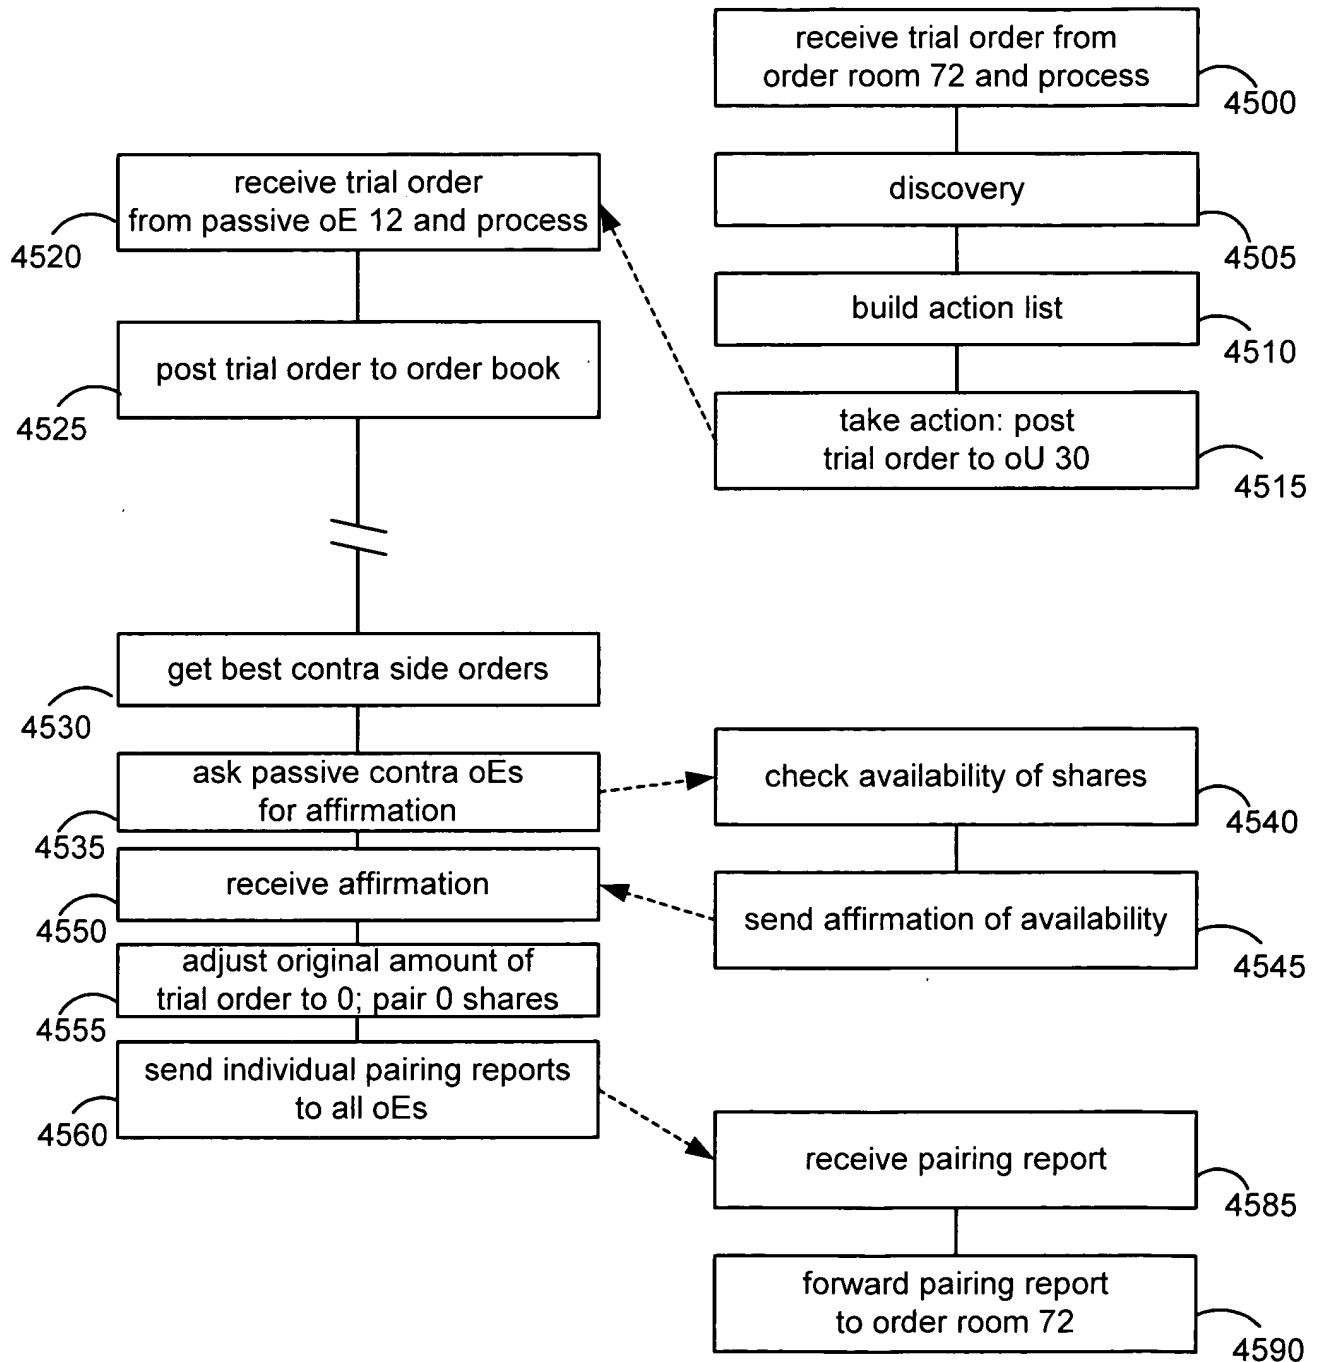 receive trial order from
order room 72 and process
4500
discovery
4505
build action list
4510
take action: post
trial order to oU 30
4515
receive trial order
from passive oE 12 and process
4520
post trial order to order book
4525
get best contra side orders
4530
ask passive contra oEs
for affirmation
4535
check availability of shares
4540
send affirmation of availability
4545
receive affirmation
4550
adjust original amount of
trial order to 0; pair 0 shares
4555
send individual pairing reports
to all oEs
4560
receive pairing report
4585
forward pairing report
to order room 72
4590